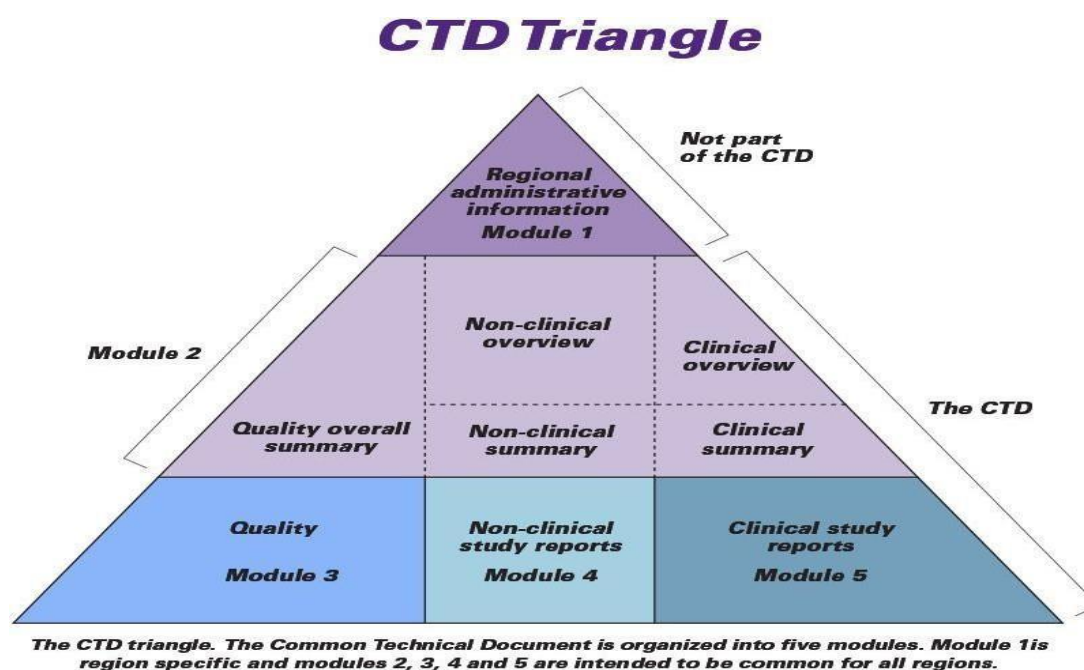 CTD Triangle
Not part
of the CTD
Regional
administrative
information
Module 1
Module 2
Non-clinical
overview
Clinical
overview
The CTD
Quality overall
summary
Non-clinical
summary
Clinical
summary
Quality
Module 3
Non-clinical
study reports
Module 4
Clinical study
reports
Module 5
The CTD triangle. The Common Technical Document is organized into five modules. Module 1 is
region specific and modules 2, 3, 4 and 5 are intended to be common for all regions.